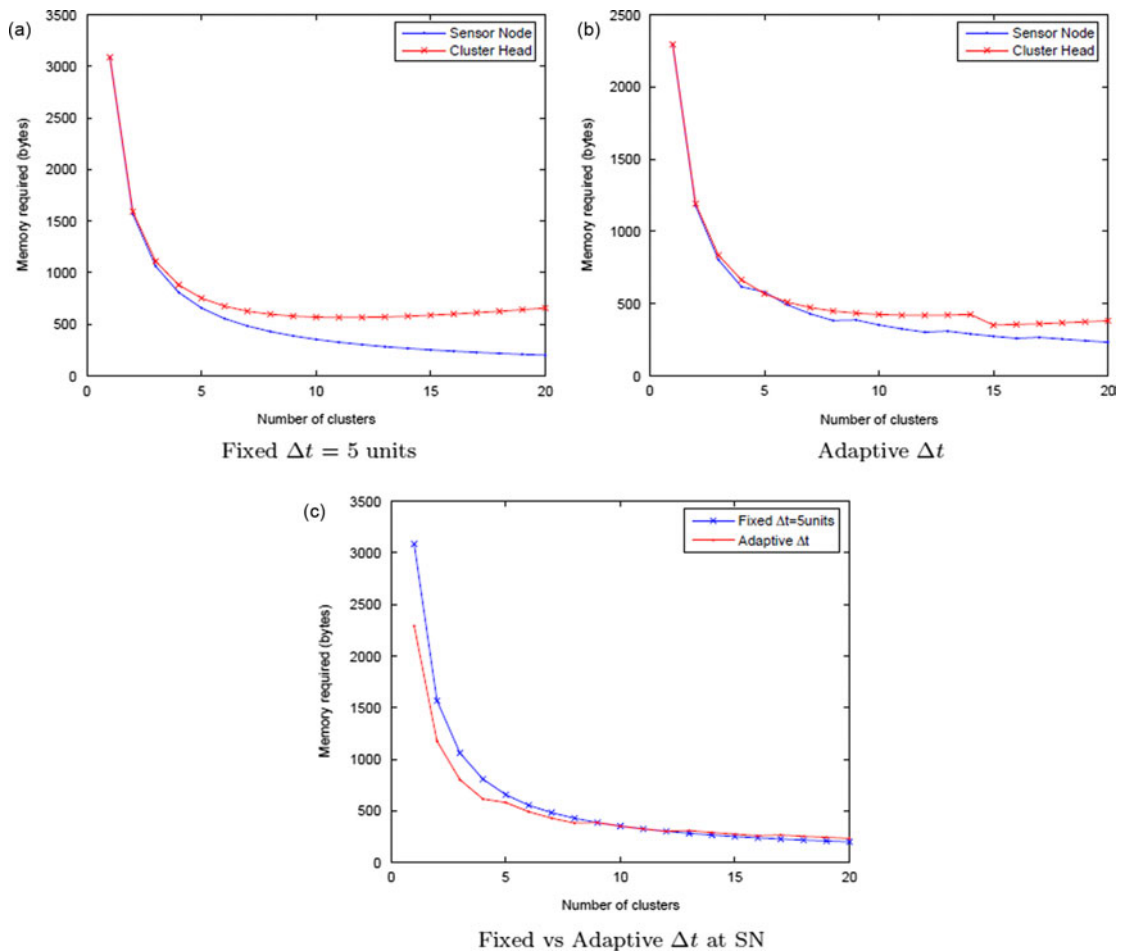 (a)
3500
3000
2500
2000
1500
1000
500
0
Memory required (bytes)
Sensor Node
Cluster Head
0 5 10 15 20
Number of clusters
Fixed Δt = 5 units
(b)
2500
2000
1500
1000
500
0
Memory required (bytes)
Sensor Node
Cluster Head
0 5 10 15 20
Number of clusters
Adaptive Δt
(c)
3500
3000
2500
2000
1500
1000
500
0
Memory required (bytes)
Fixed Δt=5units
Adaptive Δt
0 5 10 15 20
Number of clusters
Fixed vs Adaptive Δt at SN